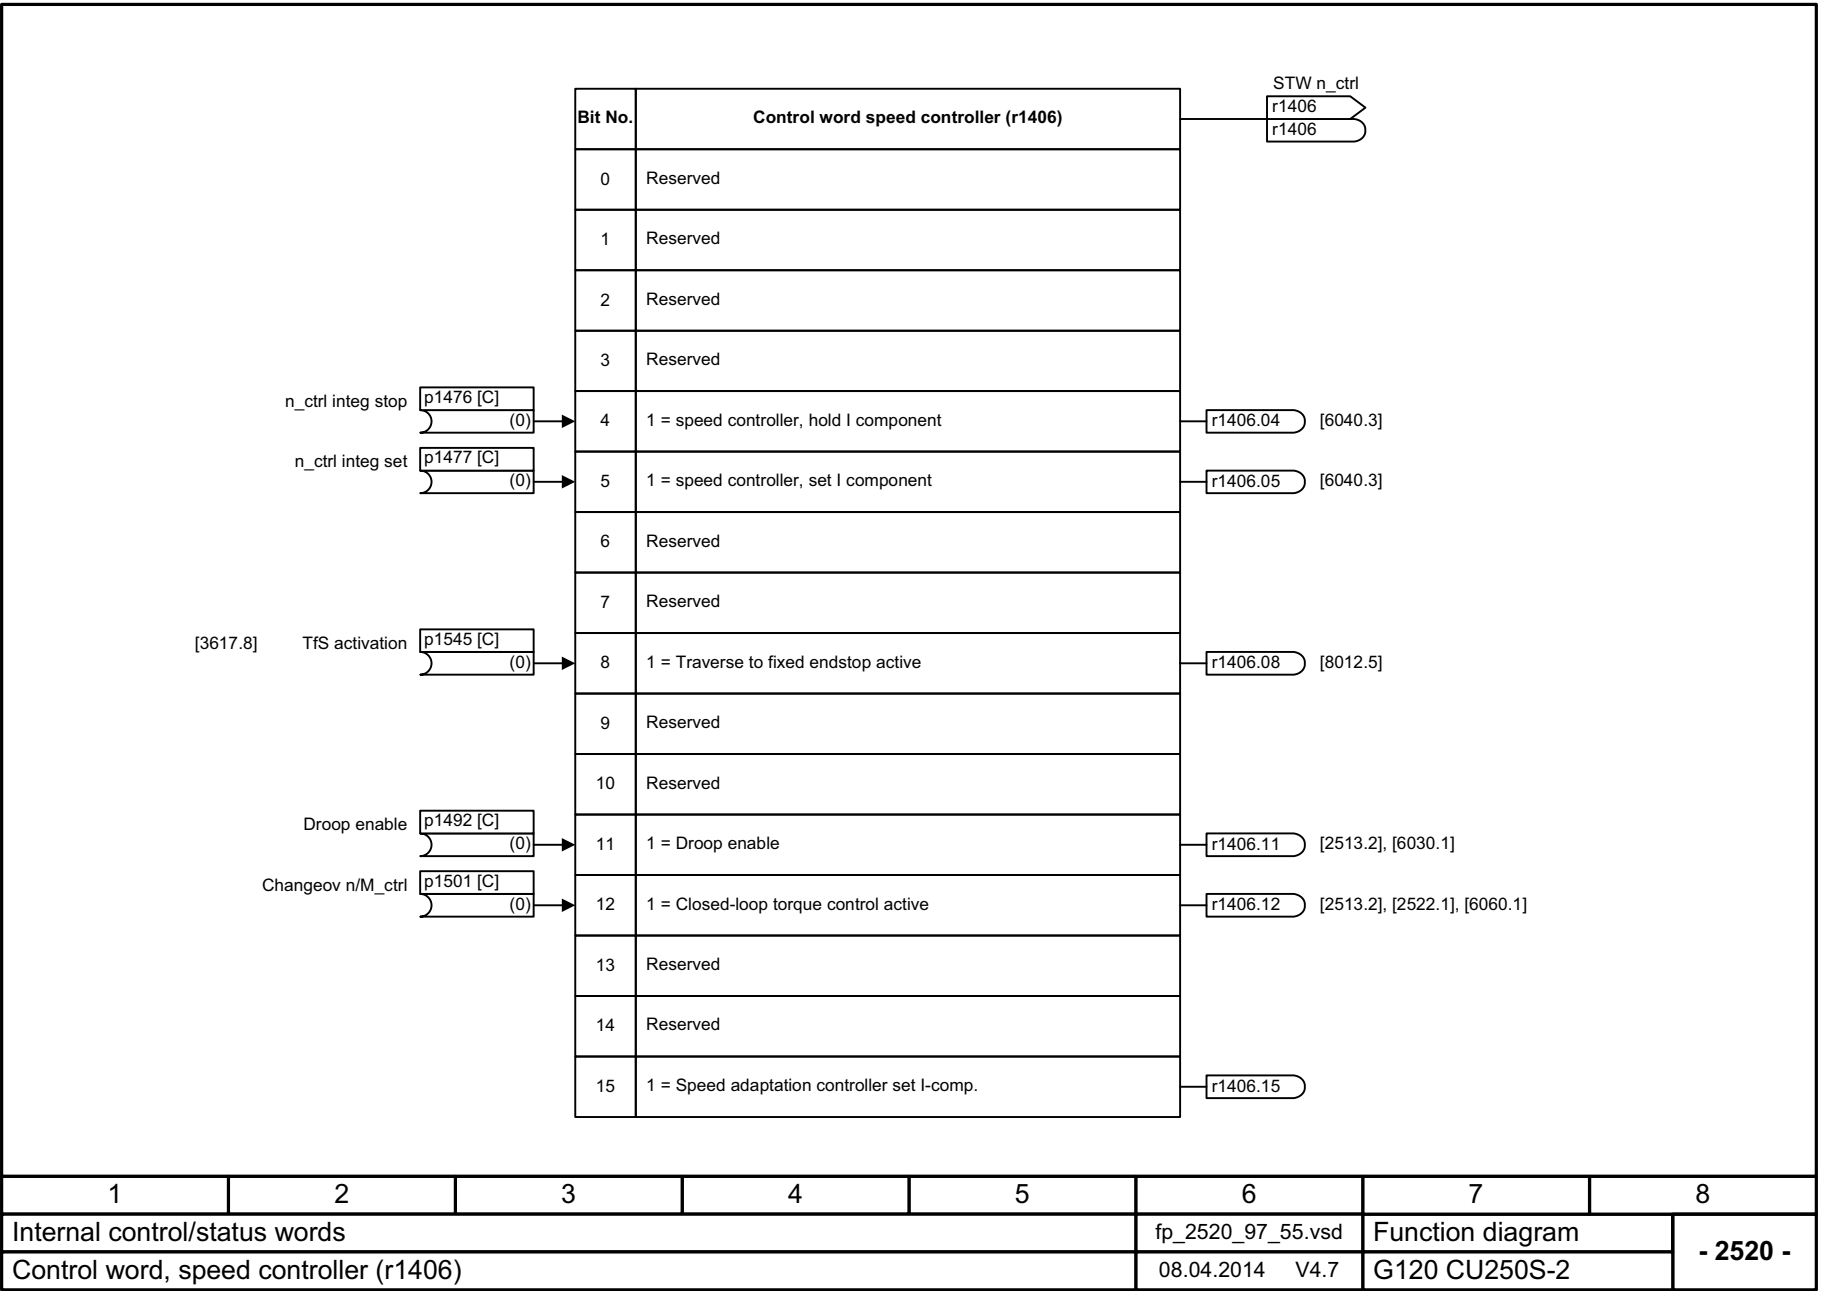 STW n_ctrl
r1406
r1406
Bit No. Control word speed controller (r1406)
0 Reserved
1 Reserved
2 Reserved
3 Reserved
n_ctrl integ stop p1476 [C]
(0) 4 1 = speed controller, hold I component r1406.04 [6040.3]
n_ctrl integ set p1477 [C]
(0) 5 1 = speed controller, set I component r1406.05 [6040.3]
6 Reserved
7 Reserved
[3617.8] TfS activation p1545 [C]
(0) 8 1 = Traverse to fixed endstop active r1406.08 [8012.5]
9 Reserved
10 Reserved
Droop enable p1492 [C]
(0) 11 1 = Droop enable r1406.11 [2513.2], [6030.1]
Changeov n/M_ctrl p1501 [C]
(0) 12 1 = Closed-loop torque control active r1406.12 [2513.2], [2522.1], [6060.1]
13 Reserved
14 Reserved
15 1 = Speed adaptation controller set I-comp. r1406.15
1 2 3 4 5 6 7 8
Internal control/status words fp_2520_97_55.vsd Function diagram
- 2520 -
Control word, speed controller (r1406) 08.04.2014 V4.7 G120 CU250S-2